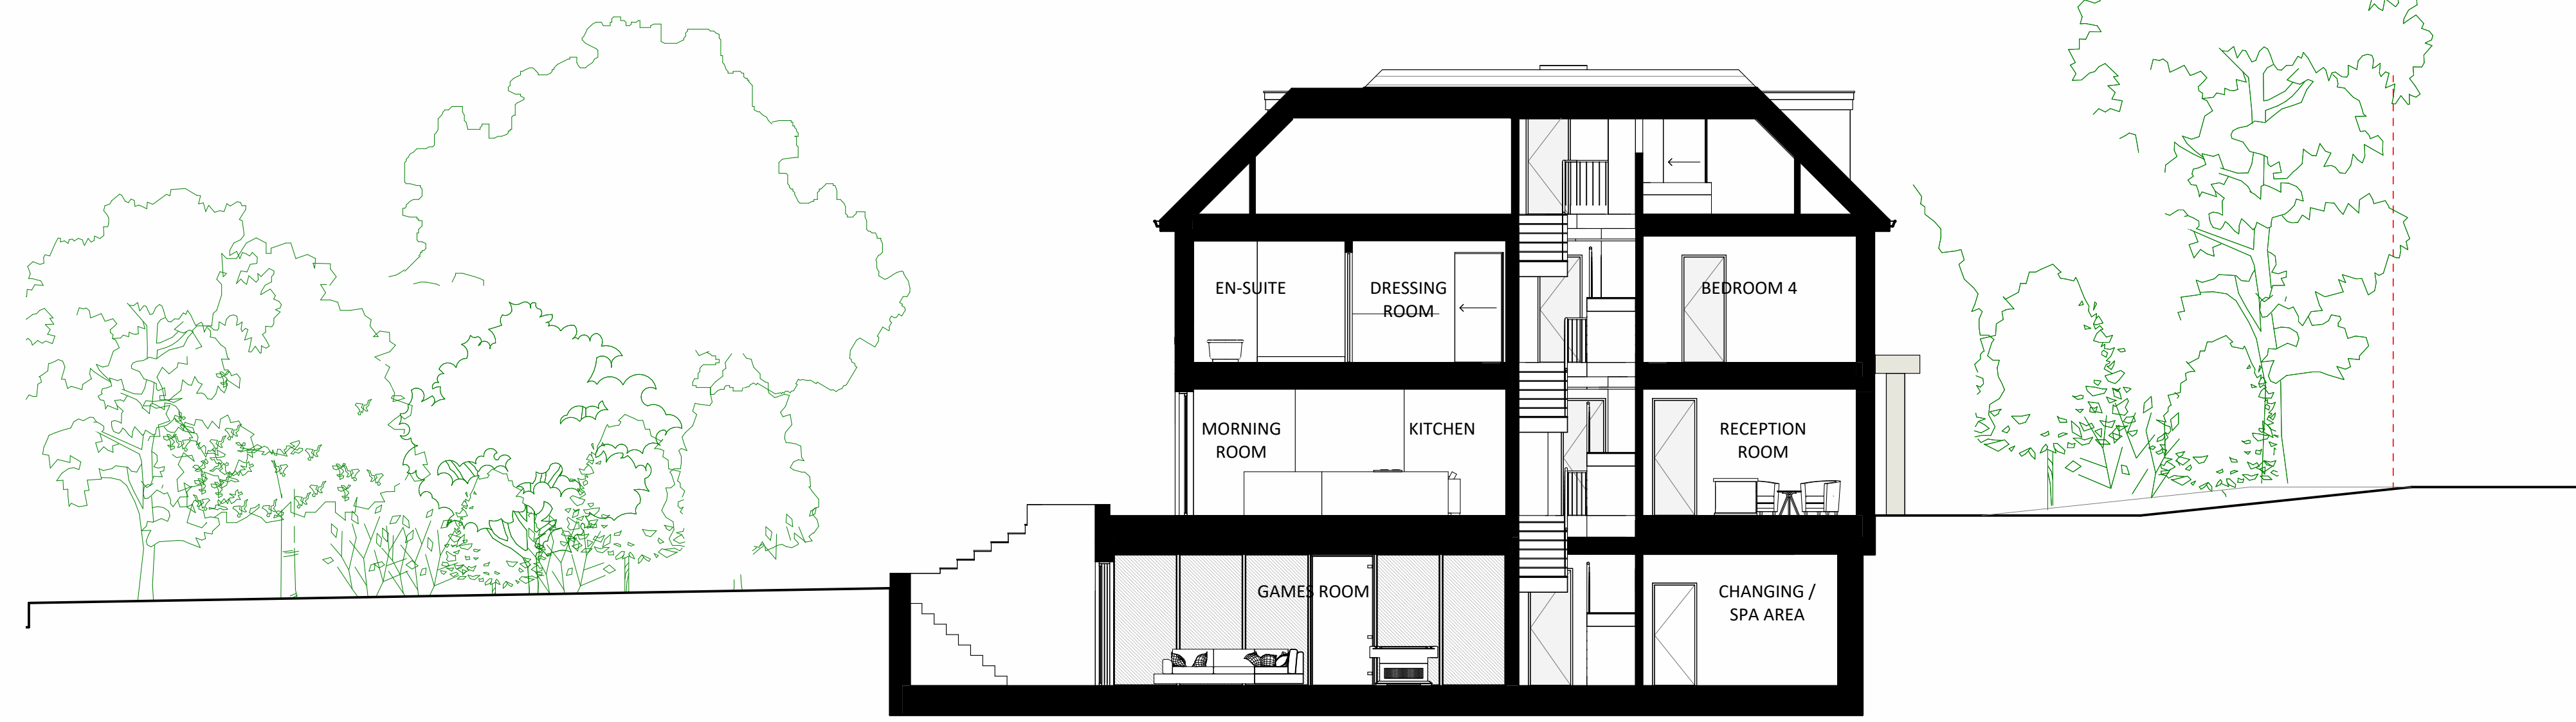 EN-SUITE
DRESSING
ROOM
BEDROOM 4
MORNING
ROOM
KITCHEN
RECEPTION
ROOM
GAMES ROOM
CHANGING /
SPA AREA